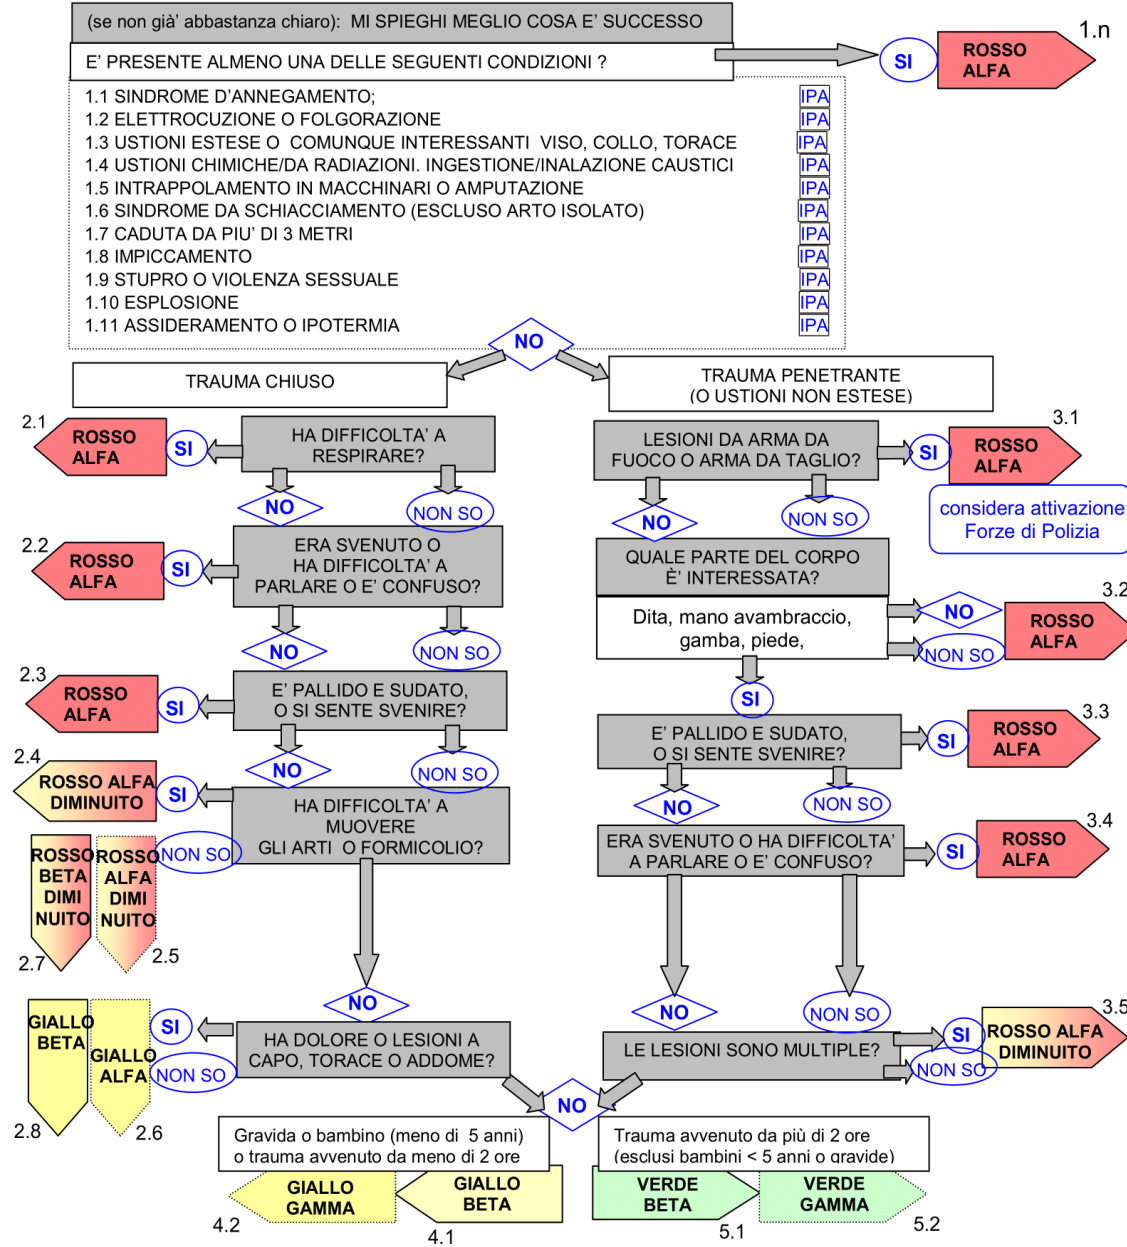 (se non già' abbastanza chiaro): MI SPIEGHI MEGLIO COSA E' SUCCESSO
E' PRESENTE ALMENO UNA DELLE SEGUENTI CONDIZIONI ?
SI
ROSSO
ALFA
1.n
1.1 SINDROME D'ANNEGAMENTO; IPA
1.2 ELETTROCUZIONE O FOLGORAZIONE IPA
1.3 USTIONI ESTESE O COMUNQUE INTERESSANTI VISO, COLLO, TORACE IPA
1.4 USTIONI CHIMICHE/DA RADIAZIONI. INGESTIONE/INALAZIONE CAUSTICI IPA
1.5 INTRAPPOLAMENTO IN MACCHINARI O AMPUTAZIONE IPA
1.6 SINDROME DA SCHIACCIAMENTO (ESCLUSO ARTO ISOLATO) IPA
1.7 CADUTA DA PIU' DI 3 METRI IPA
1.8 IMPICCAMENTO IPA
1.9 STUPRO O VIOLENZA SESSUALE IPA
1.10 ESPLOSIONE IPA
1.11 ASSIDERAMENTO O IPOTERMIA IPA
NO
TRAUMA CHIUSO
2.1
ROSSO
ALFA
SI
HA DIFFICOLTA' A
RESPIRARE?
NO
NON SO
2.2
ROSSO
ALFA
SI
ERA SVENUTO O
HA DIFFICOLTA' A
PARLARE O E' CONFUSO?
NO
NON SO
2.3
ROSSO
ALFA
SI
E' PALLIDO E SUDATO,
O SI SENTE SVENIRE?
NO
NON SO
2.4
ROSSO ALFA
DIMINUITO
SI
HA DIFFICOLTA' A
MUOVERE
GLI ARTI O FORMICOLIO?
NON SO
ROSSO
BETA
DIMI
NUITO
2.7
ROSSO
ALFA
DIMI
NUITO
2.5
NO
GIALLO
BETA
2.8
GIALLO
ALFA
2.6
SI
NON SO
HA DOLORE O LESIONI A
CAPO, TORACE O ADDOME?
TRAUMA PENETRANTE
(O USTIONI NON ESTESE)
LESIONI DA ARMA DA
FUOCO O ARMA DA TAGLIO?
SI
ROSSO
ALFA
3.1
considera attivazione
Forze di Polizia
NO
NON SO
QUALE PARTE DEL CORPO
È' INTERESSATA?
Dita, mano avambraccio,
gamba, piede,
NO
NON SO
ROSSO
ALFA
3.2
SI
E' PALLIDO E SUDATO,
O SI SENTE SVENIRE?
SI
ROSSO
ALFA
3.3
NO
NON SO
ERA SVENUTO O HA DIFFICOLTA'
A PARLARE O E' CONFUSO?
SI
ROSSO
ALFA
3.4
NO
NON SO
LE LESIONI SONO MULTIPLE?
SI
NON SO
ROSSO ALFA
DIMINUITO
3.5
NO
Gravida o bambino (meno di 5 anni)
o trauma avvenuto da meno di 2 ore
GIALLO
GAMMA
4.2
GIALLO
BETA
4.1
Trauma avvenuto da più di 2 ore
(esclusi bambini < 5 anni o gravide)
VERDE
BETA
5.1
VERDE
GAMMA
5.2